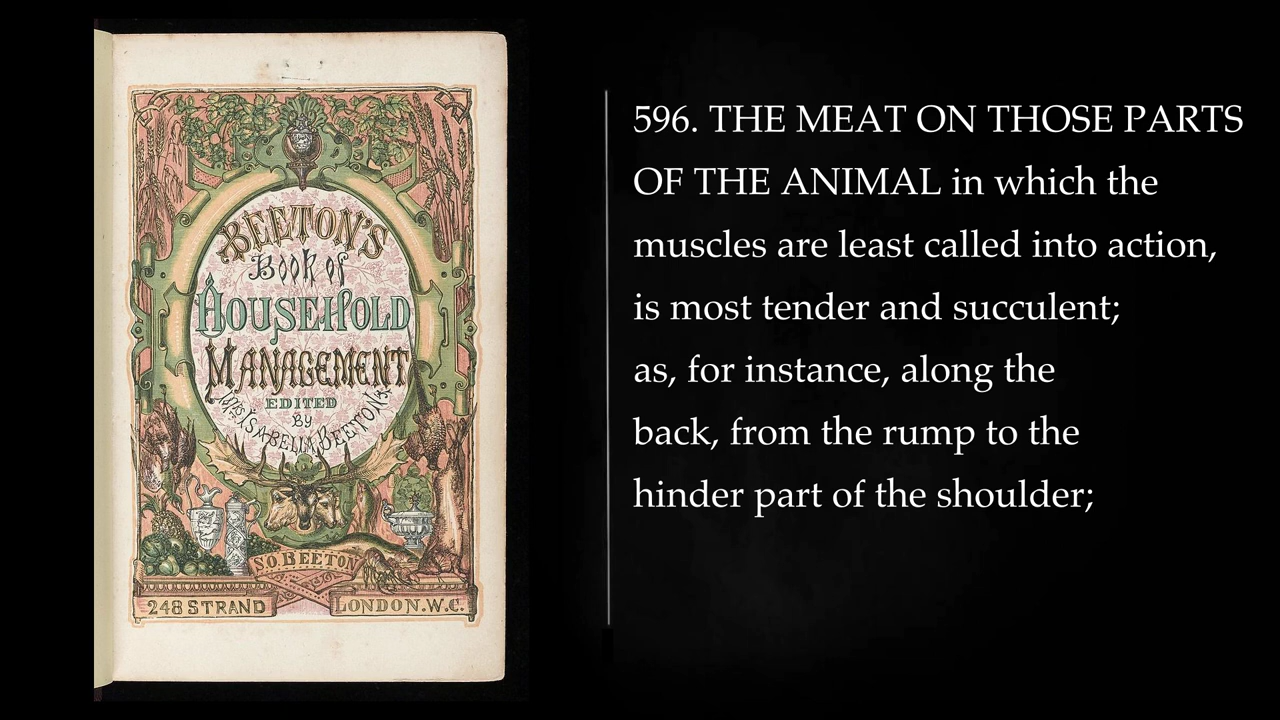 BEETON'S
Book of
HOUSEHOLD
MANAGEMENT
EDITED
By
MRS ISABELLA BEETON
S.O. BEETON
248 STRAND
LONDON.W.C.
596. THE MEAT ON THOSE PARTS
OF THE ANIMAL in which the
muscles are least called into action,
is most tender and succulent;
as, for instance, along the
back, from the rump to the
hinder part of the shoulder;